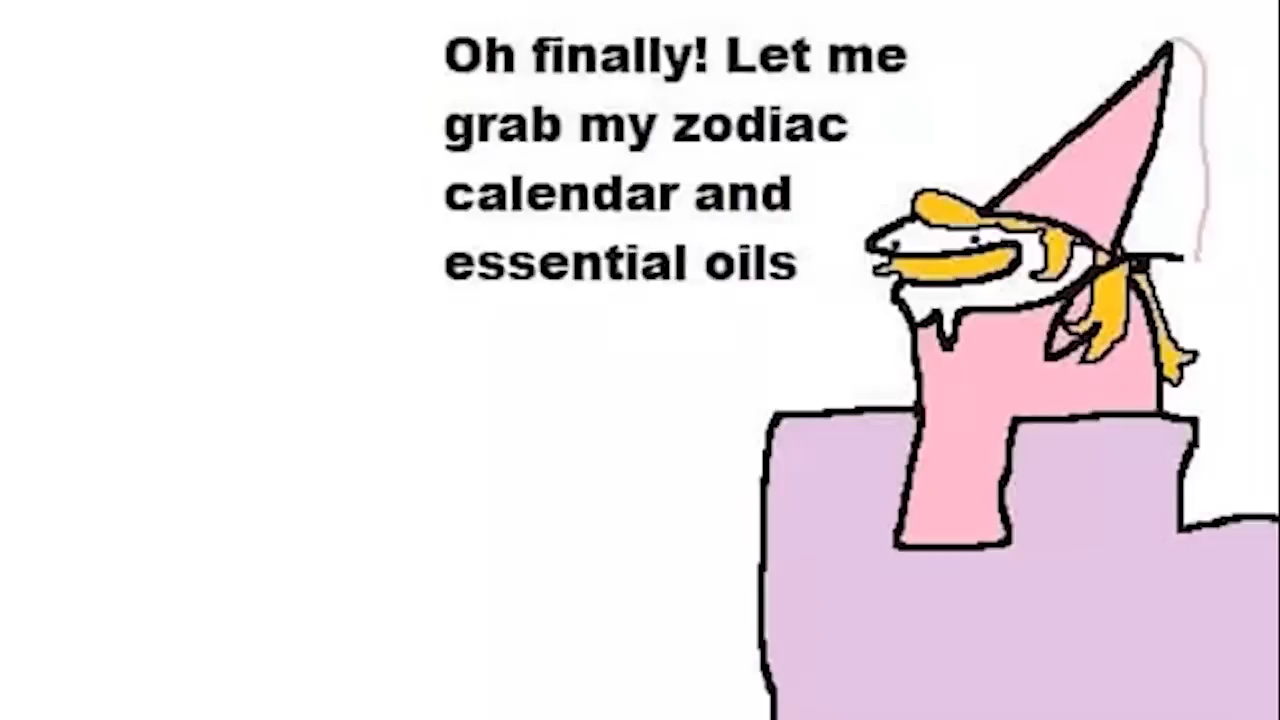 Oh finally! Let me
grab my zodiac
calendar and
essential oils